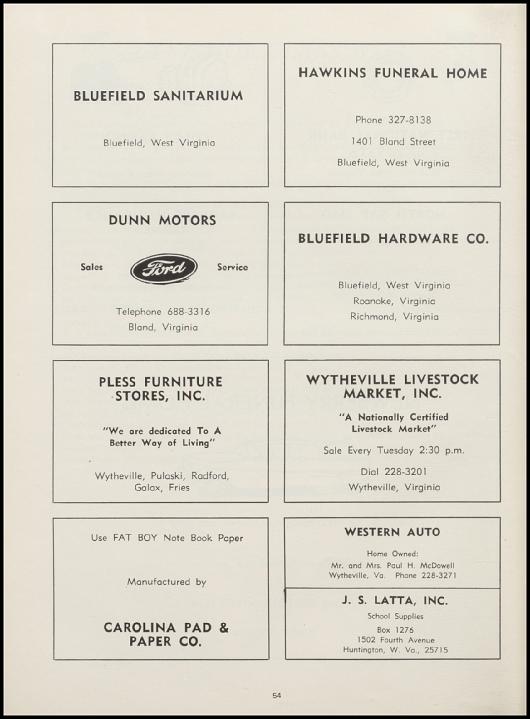 BLUEFIELD SANITARIUM
Bluefield, West Virginia
HAWKINS FUNERAL HOME
Phone 327-8138
1401 Bland Street
Bluefield, West Virginia
DUNN MOTORS
Sales Ford Service
Telephone 688-3316
Bland, Virginia
BLUEFIELD HARDWARE CO.
Bluefield, West Virginia
Roanoke, Virginia
Richmond, Virginia
PLESS FURNITURE
STORES, INC.
"We are dedicated To A
Better Way of Living"
Wytheville, Pulaski, Radford,
Galax, Fries
WYTHEVILLE LIVESTOCK
MARKET, INC.
"A Nationally Certified
Livestock Market"
Sale Every Tuesday 2:30 p.m.
Dial 228-3201
Wytheville, Virginia
Use FAT BOY Note Book Paper
Manufactured by
CAROLINA PAD &
PAPER CO.
WESTERN AUTO
Home Owned:
Mr. and Mrs. Paul H. McDowell
Wytheville, Va. Phone 228-3271
J. S. LATTA, INC.
School Supplies
Box 1276
1502 Fourth Avenue
Huntington, W. Va., 25715
54